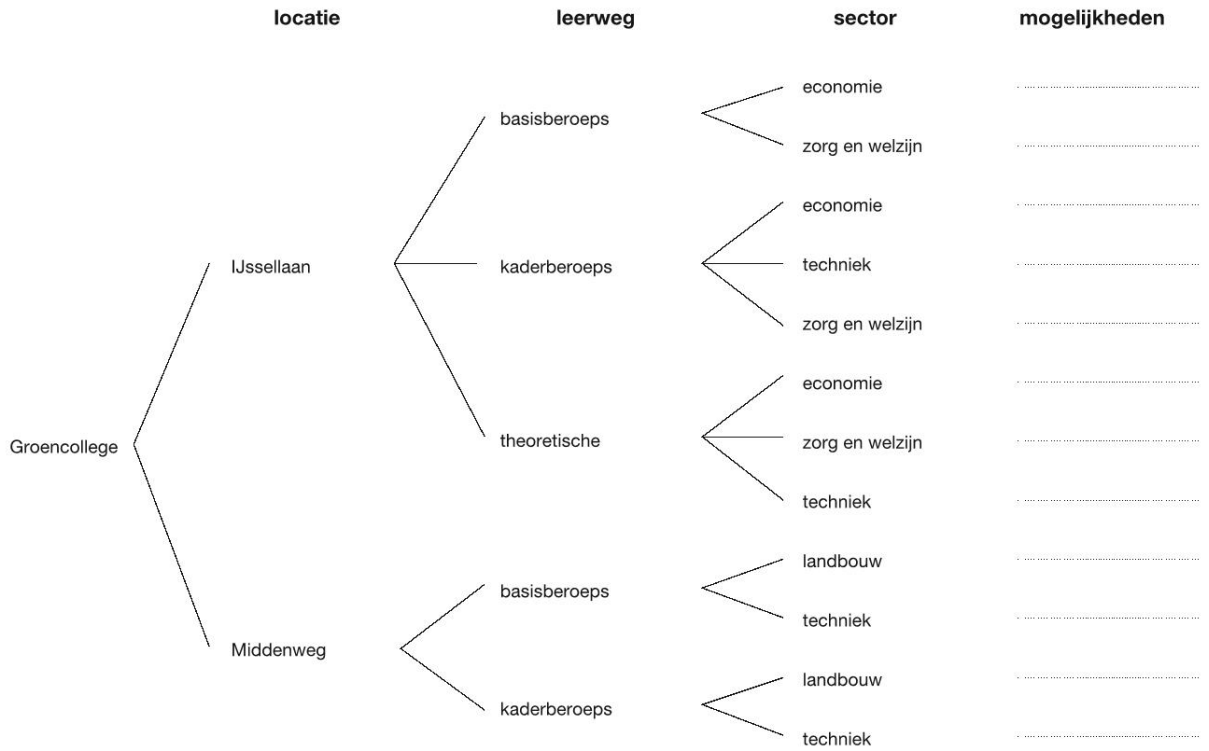 locatie leerweg sector mogelijkheden
economie
basisberoeps
zorg en welzijn
economie
IJssellaan kaderberoeps techniek
zorg en welzijn
economie
Groencollege theoretische zorg en welzijn
techniek
landbouw
basisberoeps
techniek
Middenweg
landbouw
kaderberoeps
techniek